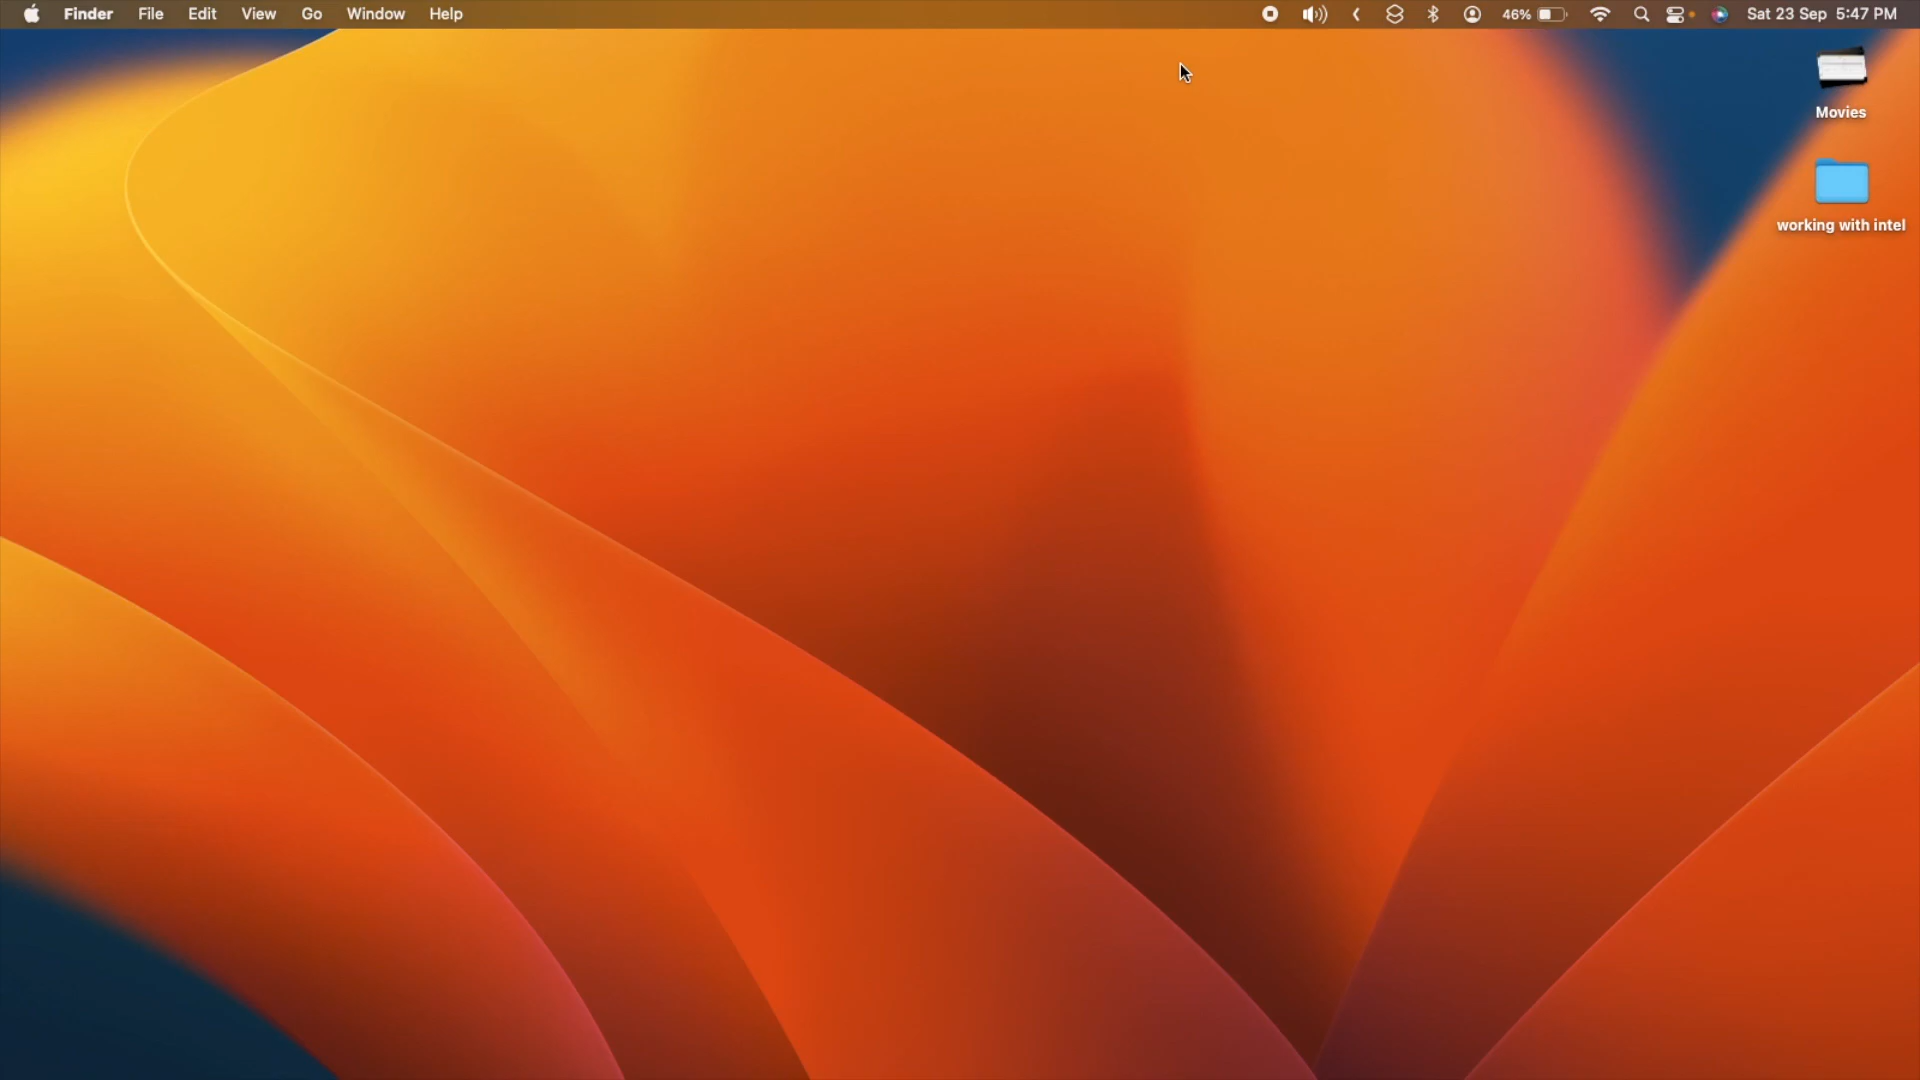 Finder File Edit View Go Window Help 46% Sat 23 Sep 5:47 PM
Movies
working with intel